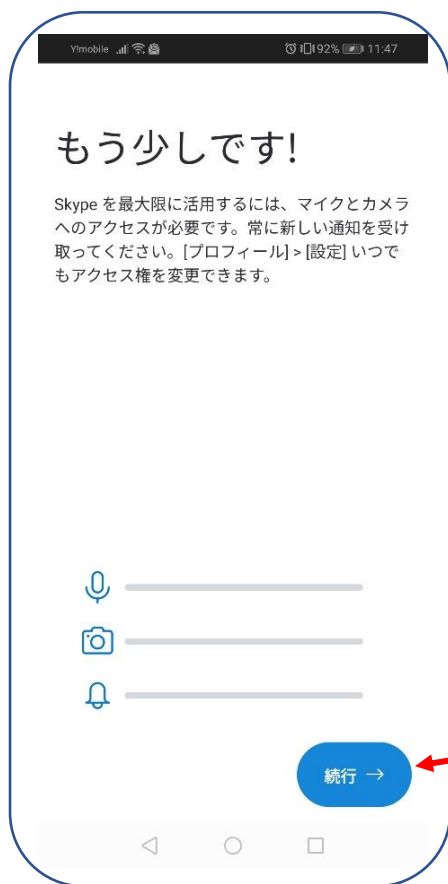 Y!mobile 92% 11:47
もう少しです!
Skype を最大限に活用するには、マイクとカメラ
へのアクセスが必要です。常に新しい通知を受け
取ってください。[プロフィール] > [設定] いつで
もアクセス権を変更できます。
続行 →